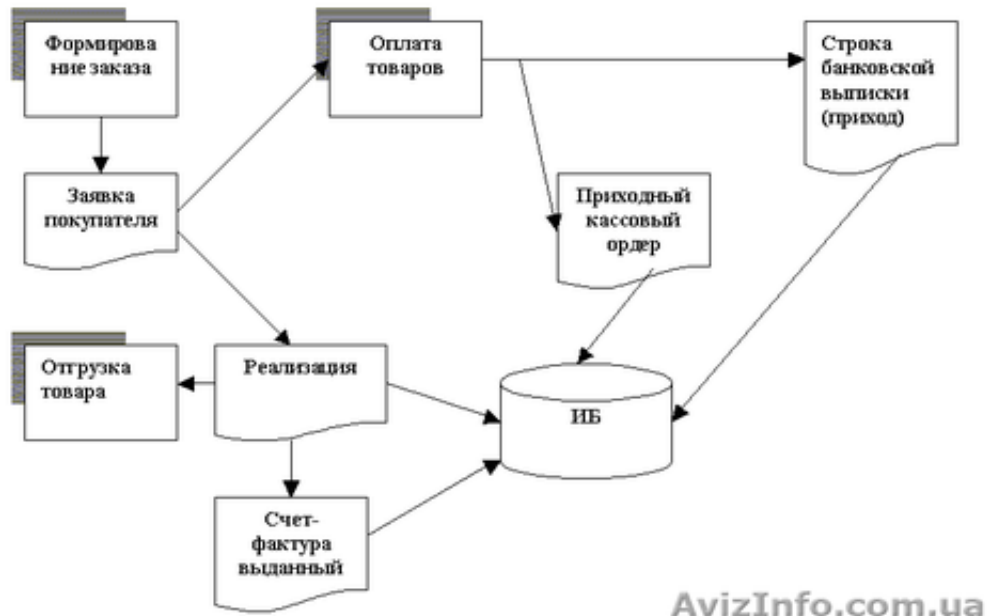 Формирова
ние заказа
Оплата
товаров
Строка
банковской
выписки
(приход)
Заявка
покупателя
Приходный
кассовый
ордер
Отгрузка
товара
Реализация
ИБ
Счет-
фактура
выданный
AvizInfo.com.ua